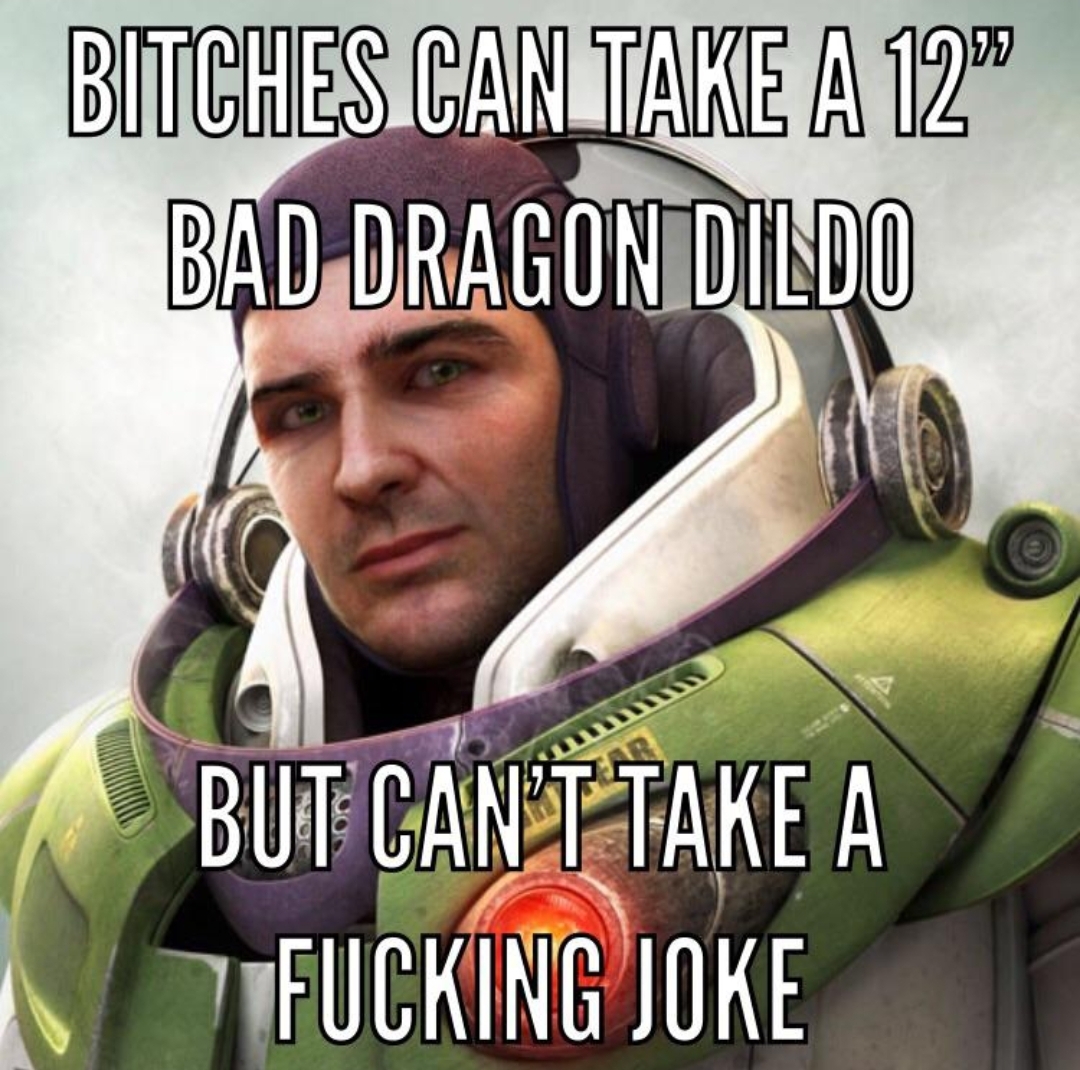 BITCHES CAN TAKE A 12”
BAD DRAGON DILDO
BUT CAN’T TAKE A
FUCKING JOKE